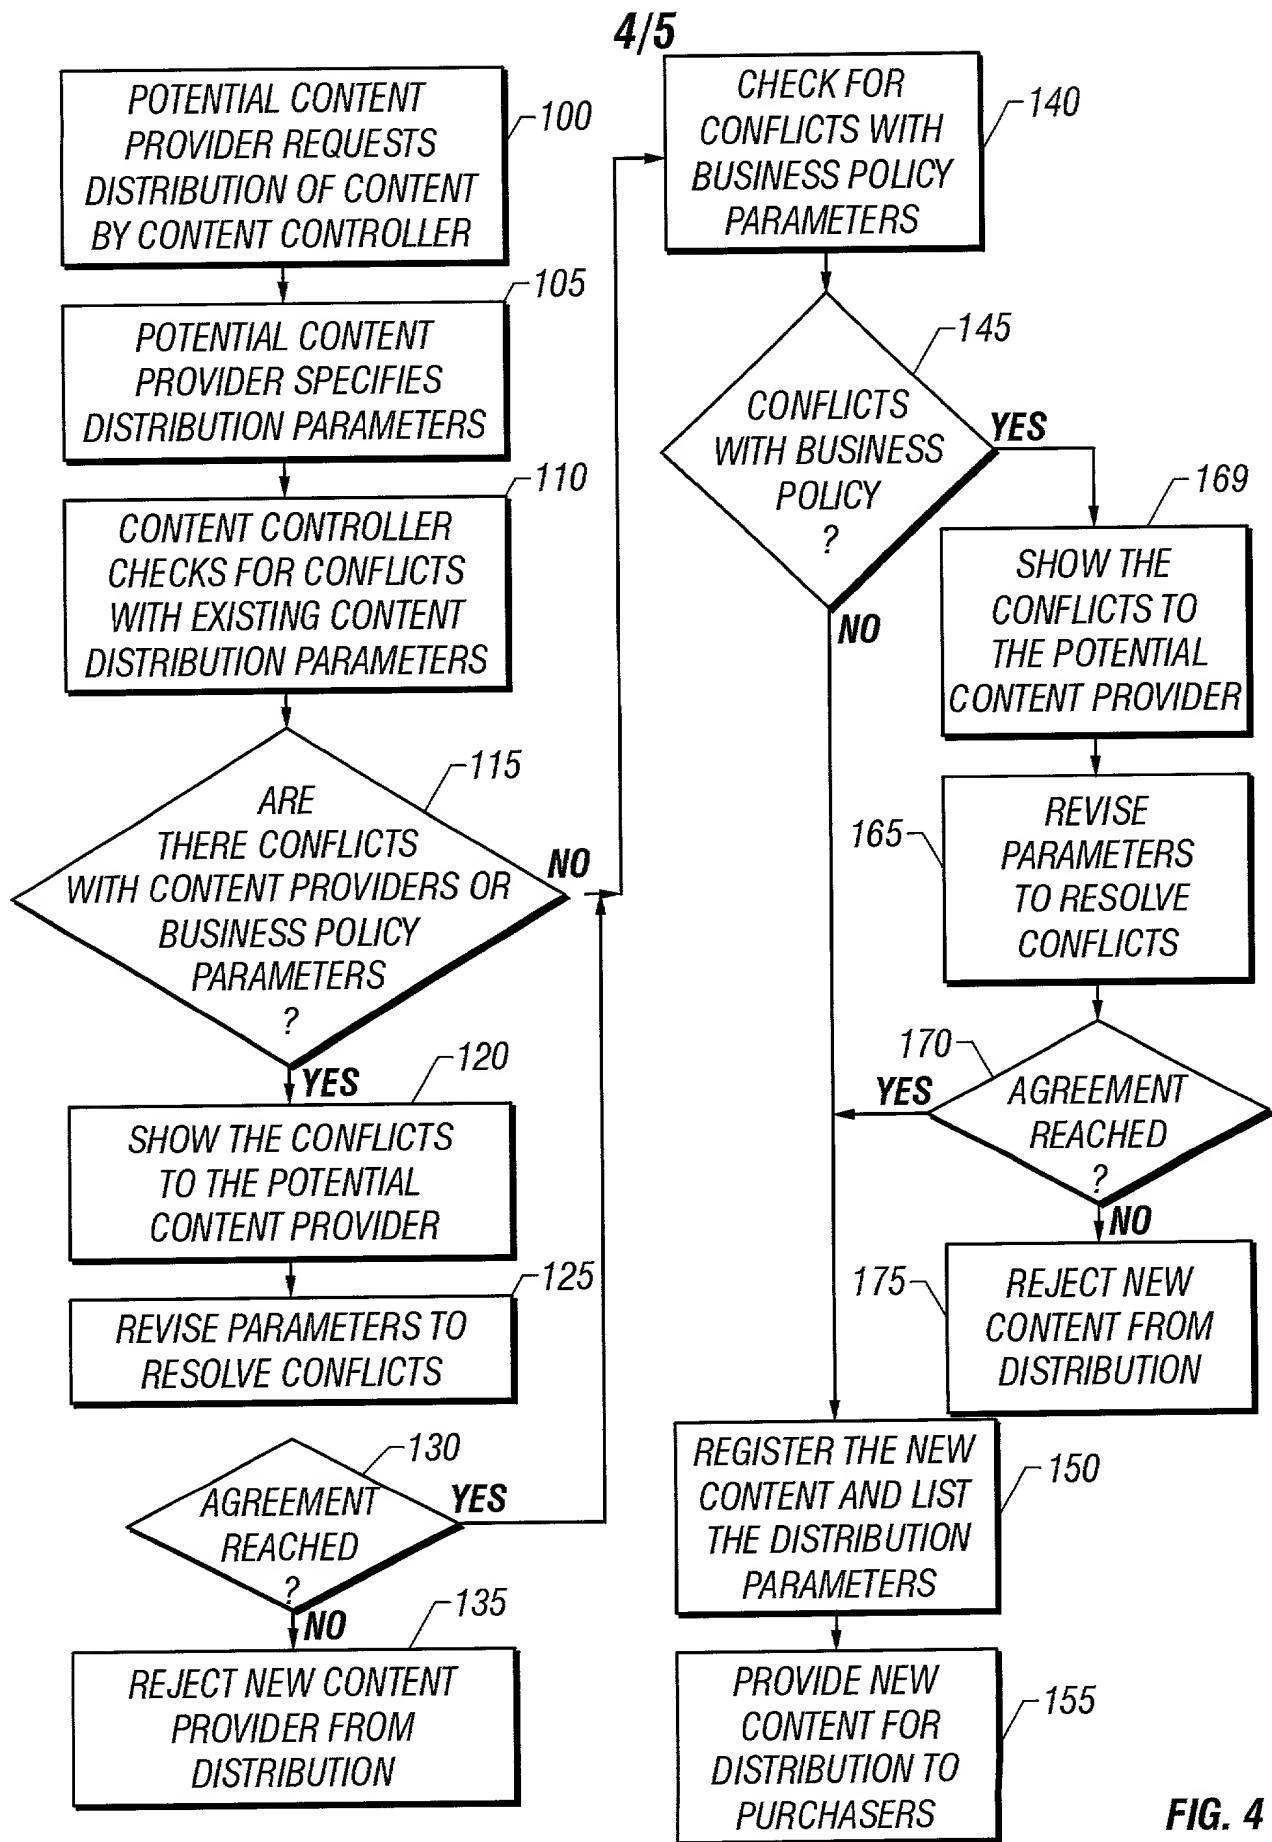 4/5
POTENTIAL CONTENT
PROVIDER REQUESTS
DISTRIBUTION OF CONTENT
BY CONTENT CONTROLLER
100
POTENTIAL CONTENT
PROVIDER SPECIFIES
DISTRIBUTION PARAMETERS
105
CONTENT CONTROLLER
CHECKS FOR CONFLICTS
WITH EXISTING CONTENT
DISTRIBUTION PARAMETERS
110
ARE
THERE CONFLICTS
WITH CONTENT PROVIDERS OR
BUSINESS POLICY
PARAMETERS
?
115
NO
YES
SHOW THE CONFLICTS
TO THE POTENTIAL
CONTENT PROVIDER
120
REVISE PARAMETERS TO
RESOLVE CONFLICTS
125
AGREEMENT
REACHED
?
130
YES
NO
REJECT NEW CONTENT
PROVIDER FROM
DISTRIBUTION
135
CHECK FOR
CONFLICTS WITH
BUSINESS POLICY
PARAMETERS
140
CONFLICTS
WITH BUSINESS
POLICY
?
145
YES
NO
SHOW THE
CONFLICTS TO
THE POTENTIAL
CONTENT PROVIDER
169
REVISE
PARAMETERS
TO RESOLVE
CONFLICTS
165
AGREEMENT
REACHED
?
170
YES
NO
REJECT NEW
CONTENT FROM
DISTRIBUTION
175
REGISTER THE NEW
CONTENT AND LIST
THE DISTRIBUTION
PARAMETERS
150
PROVIDE NEW
CONTENT FOR
DISTRIBUTION TO
PURCHASERS
155
FIG. 4